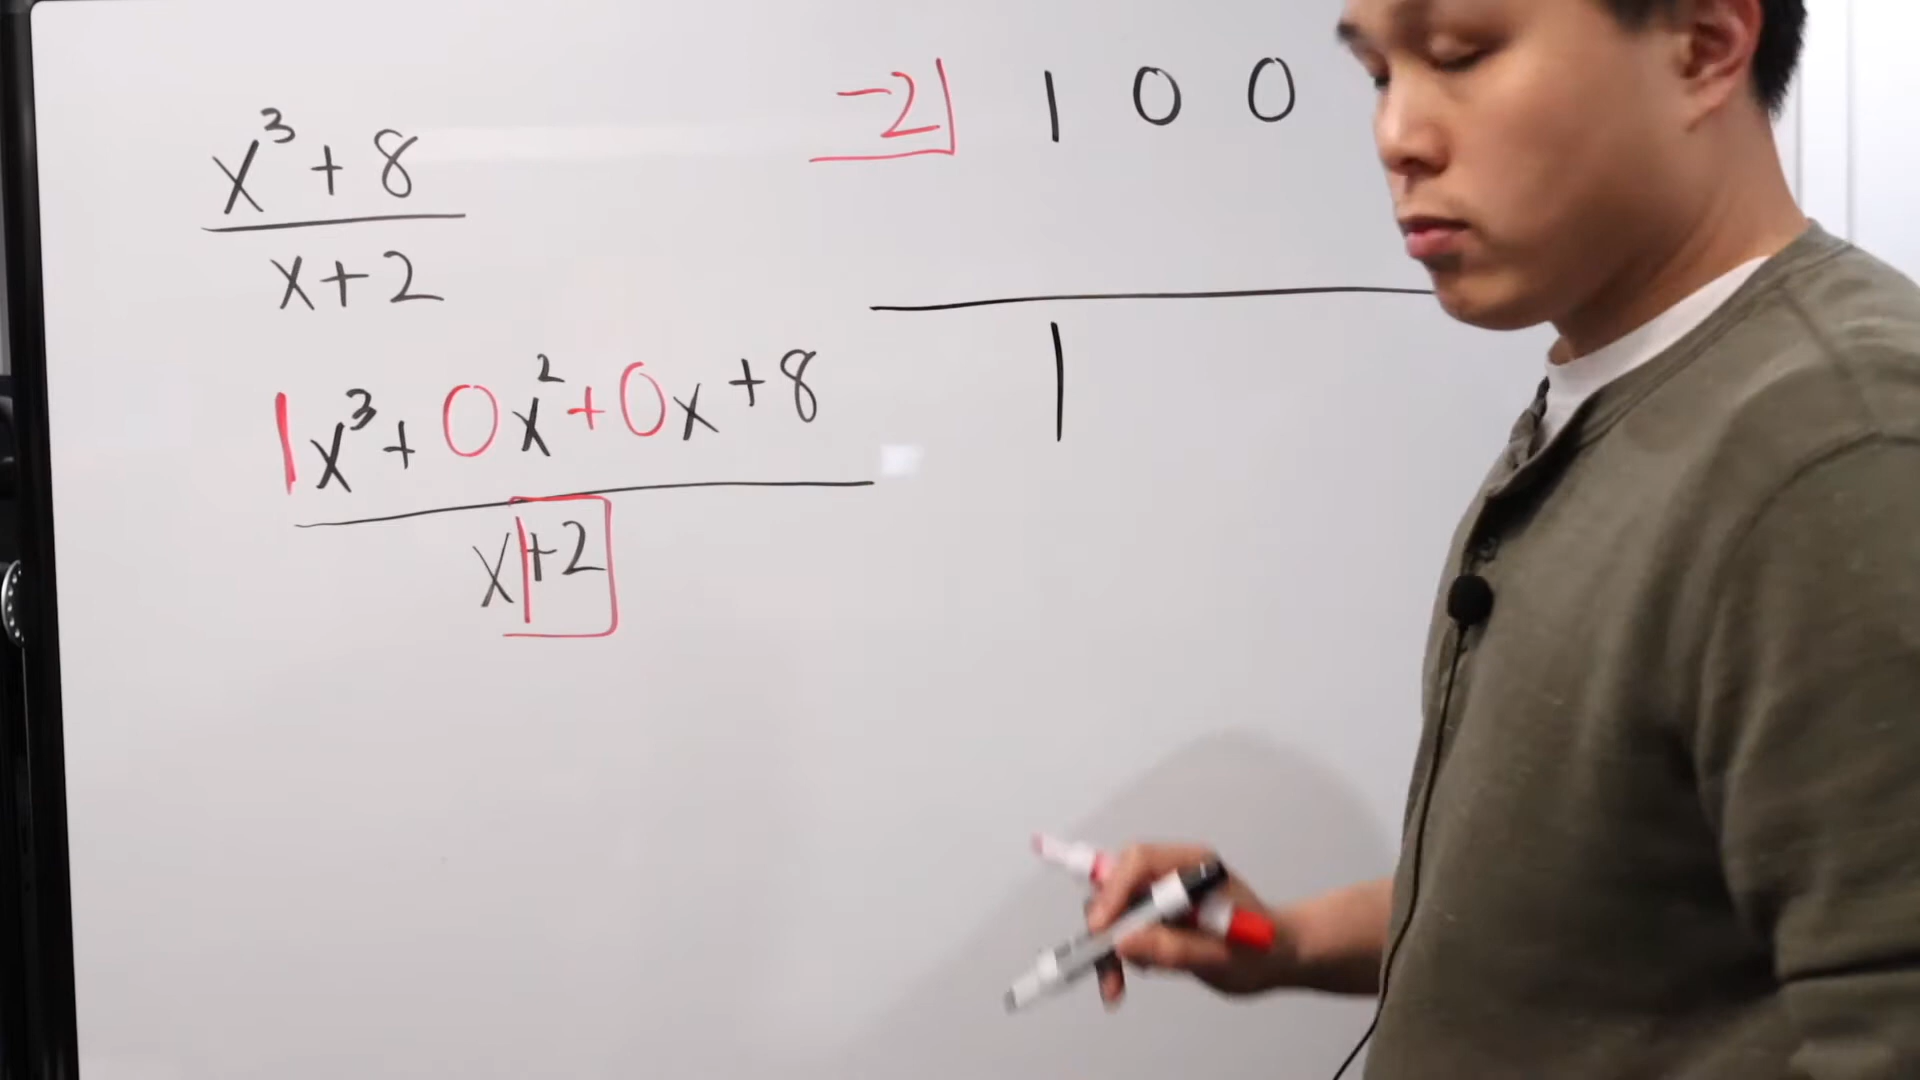 x³ + 8
x + 2
1x³ + 0x² + 0x + 8
x + 2
-2 1 0 0
1